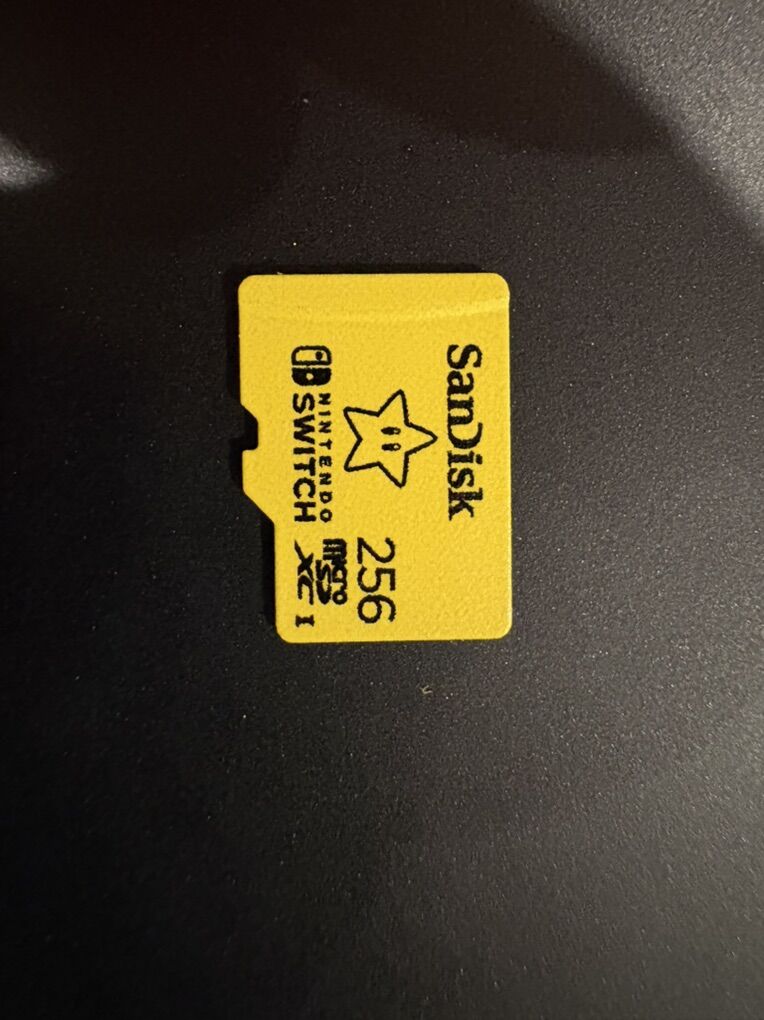 SanDisk
NINTENDO
SWITCH
256
micro
SD
XC I